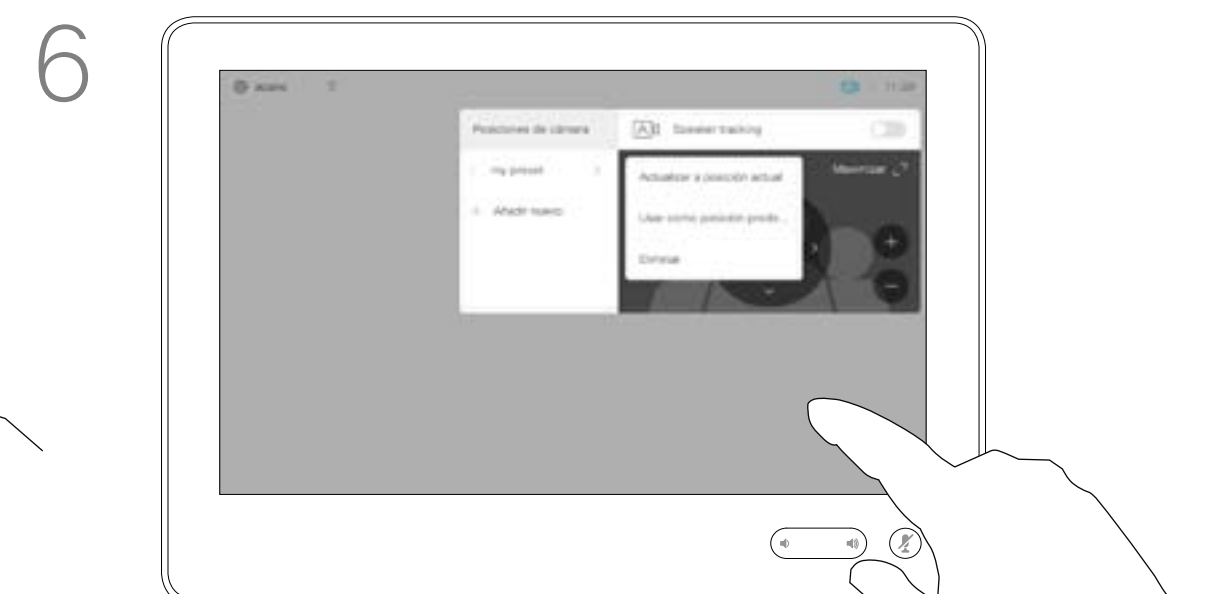 6
Posiciones de cámara
Speaker tracking
my preset
Maximizar
Actualizar a posición actual
Añadir nuevo
Usar como posición prede...
Eliminar